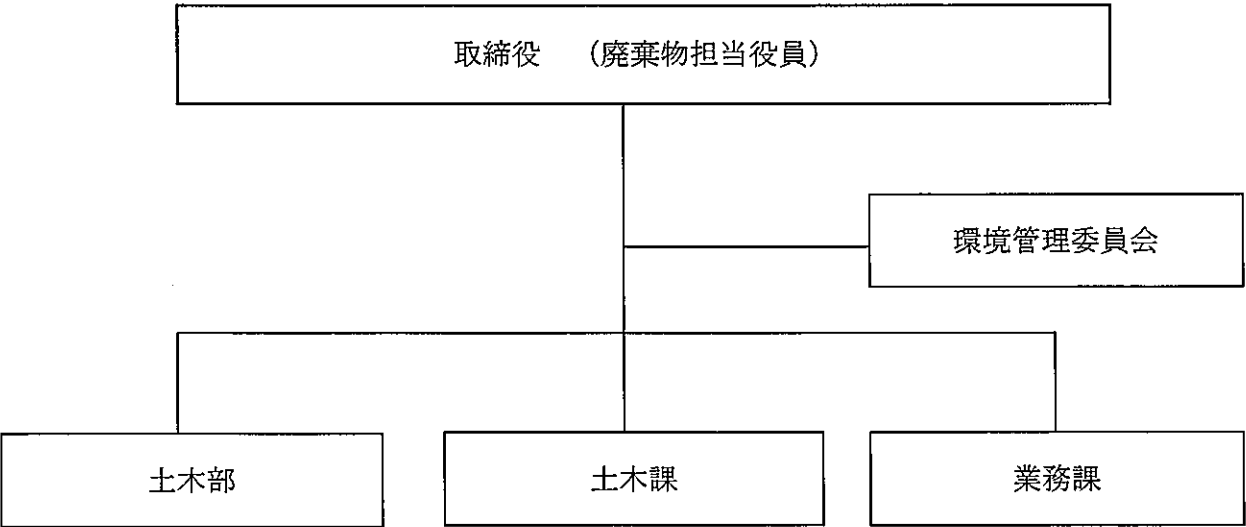 取締役 （廃棄物担当役員）
環境管理委員会
土木部
土木課
業務課